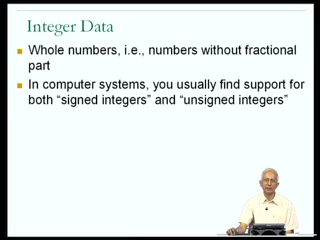 Integer Data
Whole numbers, i.e., numbers without fractional
part
In computer systems, you usually find support for
both “signed integers” and “unsigned integers”